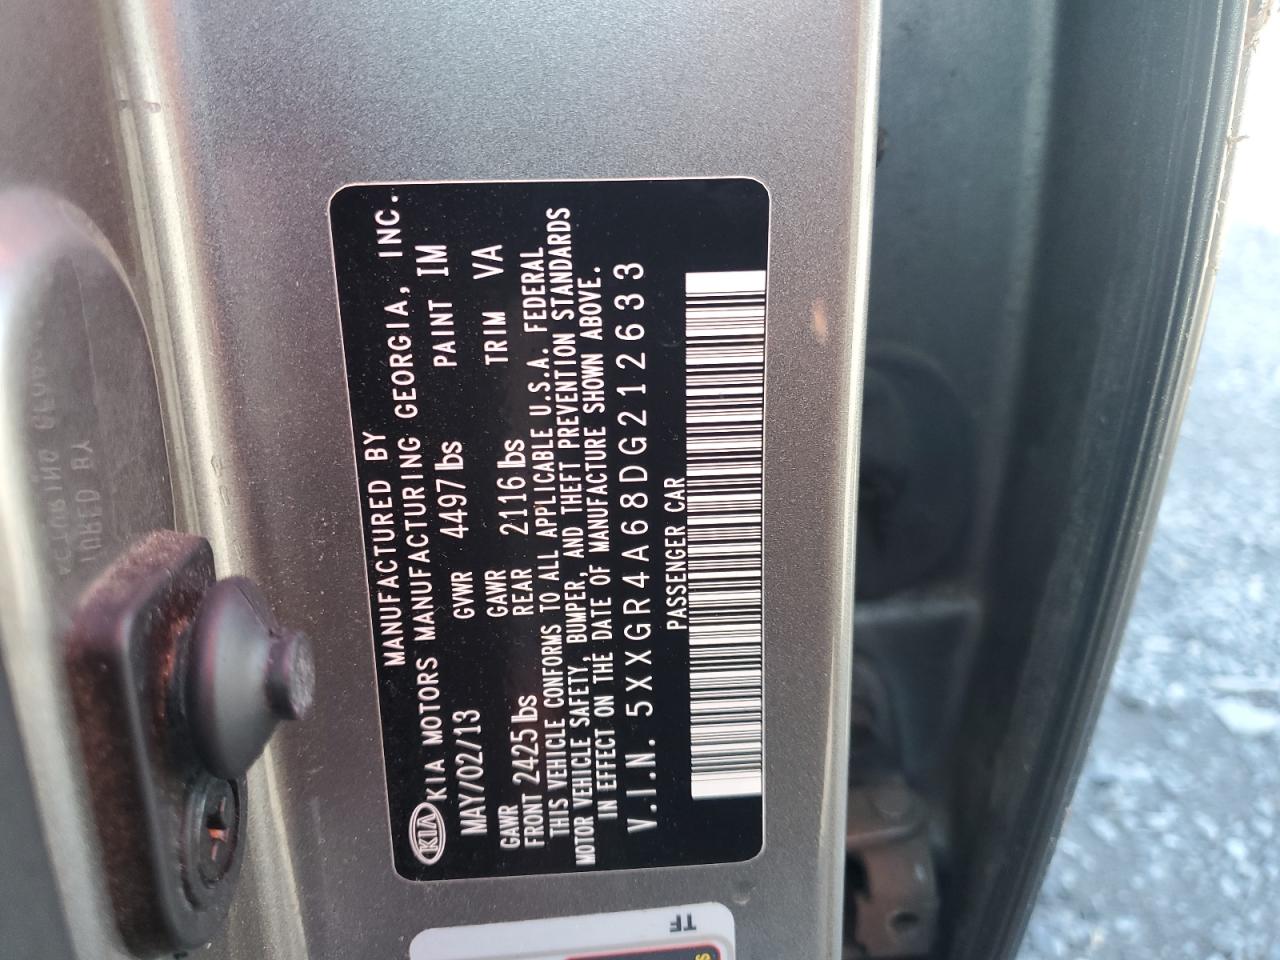 MANUFACTURED BY
KIA KIA MOTORS MANUFACTURING GEORGIA, INC.
MAY/02/13 GVWR 4497 lbs PAINT IM
GAWR GAWR
FRONT 2425 lbs REAR 2116 lbs TRIM VA
THIS VEHICLE CONFORMS TO ALL APPLICABLE U.S.A. FEDERAL
MOTOR VEHICLE SAFETY, BUMPER, AND THEFT PREVENTION STANDARDS
IN EFFECT ON THE DATE OF MANUFACTURE SHOWN ABOVE.
V.I.N. 5XXGR4A68DG212633
PASSENGER CAR